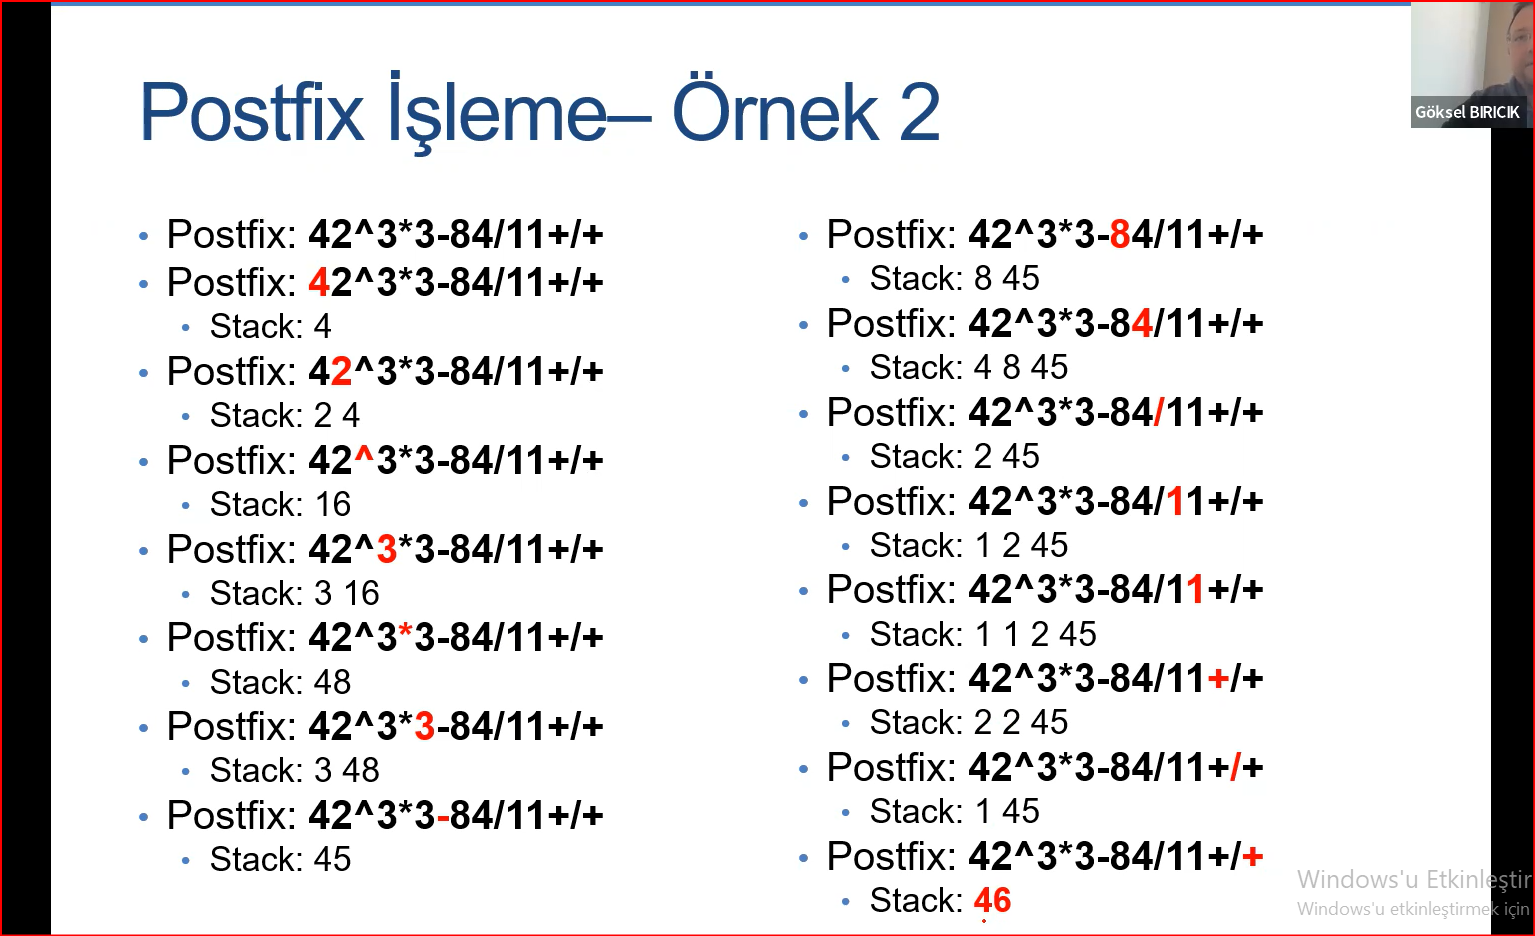 Göksel BIRICIK
Postfix İşleme– Örnek 2
• Postfix: 42^3*3-84/11+/+
• Postfix: 42^3*3-84/11+/+
• Stack: 4
• Postfix: 42^3*3-84/11+/+
• Stack: 2 4
• Postfix: 42^3*3-84/11+/+
• Stack: 16
• Postfix: 42^3*3-84/11+/+
• Stack: 3 16
• Postfix: 42^3*3-84/11+/+
• Stack: 48
• Postfix: 42^3*3-84/11+/+
• Stack: 3 48
• Postfix: 42^3*3-84/11+/+
• Stack: 45
• Postfix: 42^3*3-84/11+/+
• Stack: 8 45
• Postfix: 42^3*3-84/11+/+
• Stack: 4 8 45
• Postfix: 42^3*3-84/11+/+
• Stack: 2 45
• Postfix: 42^3*3-84/11+/+
• Stack: 1 2 45
• Postfix: 42^3*3-84/11+/+
• Stack: 1 1 2 45
• Postfix: 42^3*3-84/11+/+
• Stack: 2 2 45
• Postfix: 42^3*3-84/11+/+
• Stack: 1 45
• Postfix: 42^3*3-84/11+/+
• Stack: 46
Windows'u Etkinleştir
Windows'u etkinleştirmek için